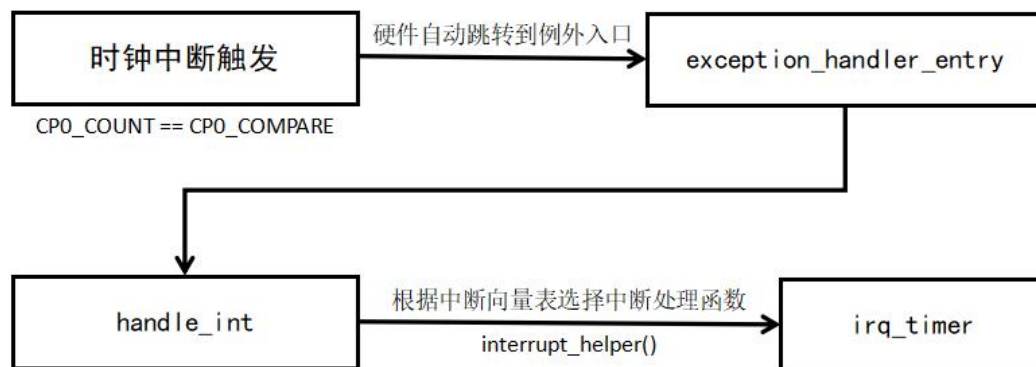 时钟中断触发
硬件自动跳转到例外入口
exception_handler_entry
CP0_COUNT == CP0_COMPARE
handle_int
根据中断向量表选择中断处理函数
interrupt_helper()
irq_timer